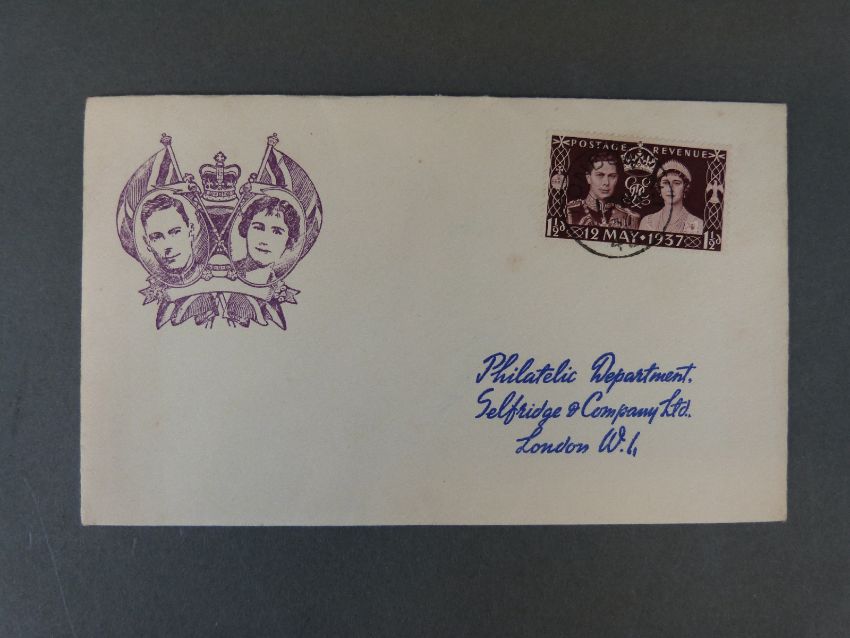 POSTAGE REVENUE
1½d 12 MAY · 1937 1½d
Philatelic Department.
Selfridge & Company Ltd.
London W.1,